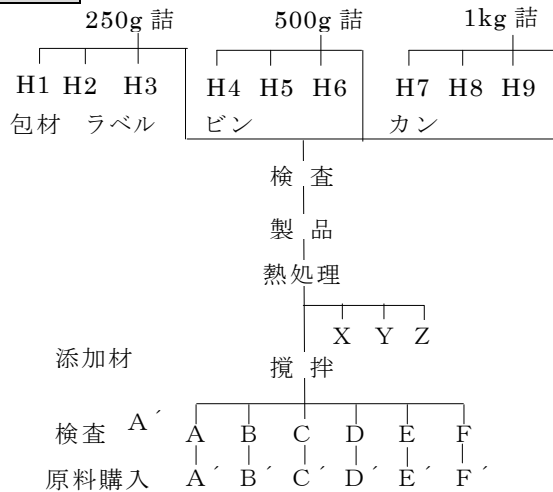 250g 詰 500g 詰 1kg 詰
H1 H2 H3 H4 H5 H6 H7 H8 H9
包材 ラベル ビン カン
検 査
製 品
熱処理
X Y Z
添加材 撹 拌
検査 A´ A B C D E F
原料購入 A´ B´ C´ D´ E´ F´